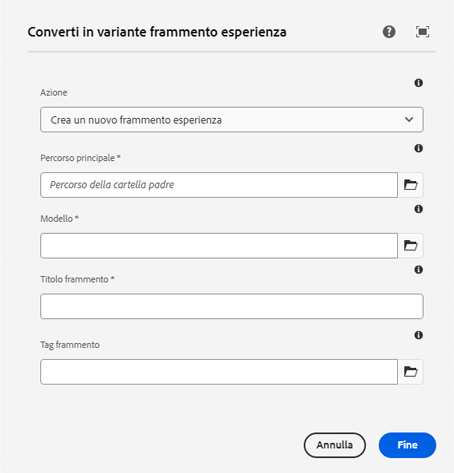 Converti in variante frammento esperienza
Azione
Crea un nuovo frammento esperienza
Percorso principale *
Percorso della cartella padre
Modello *
Titolo frammento *
Tag frammento
Annulla Fine